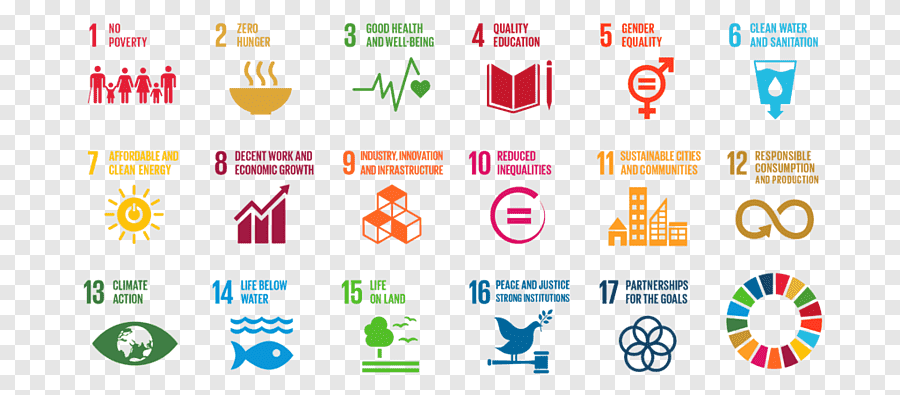 1 NO
POVERTY
2 ZERO
HUNGER
3 GOOD HEALTH
AND WELL-BEING
4 QUALITY
EDUCATION
5 GENDER
EQUALITY
6 CLEAN WATER
AND SANITATION
7 AFFORDABLE AND
CLEAN ENERGY
8 DECENT WORK AND
ECONOMIC GROWTH
9 INDUSTRY, INNOVATION
AND INFRASTRUCTURE
10 REDUCED
INEQUALITIES
11 SUSTAINABLE CITIES
AND COMMUNITIES
12 RESPONSIBLE
CONSUMPTION
AND PRODUCTION
13 CLIMATE
ACTION
14 LIFE BELOW
WATER
15 LIFE
ON LAND
16 PEACE AND JUSTICE
STRONG INSTITUTIONS
17 PARTNERSHIPS
FOR THE GOALS